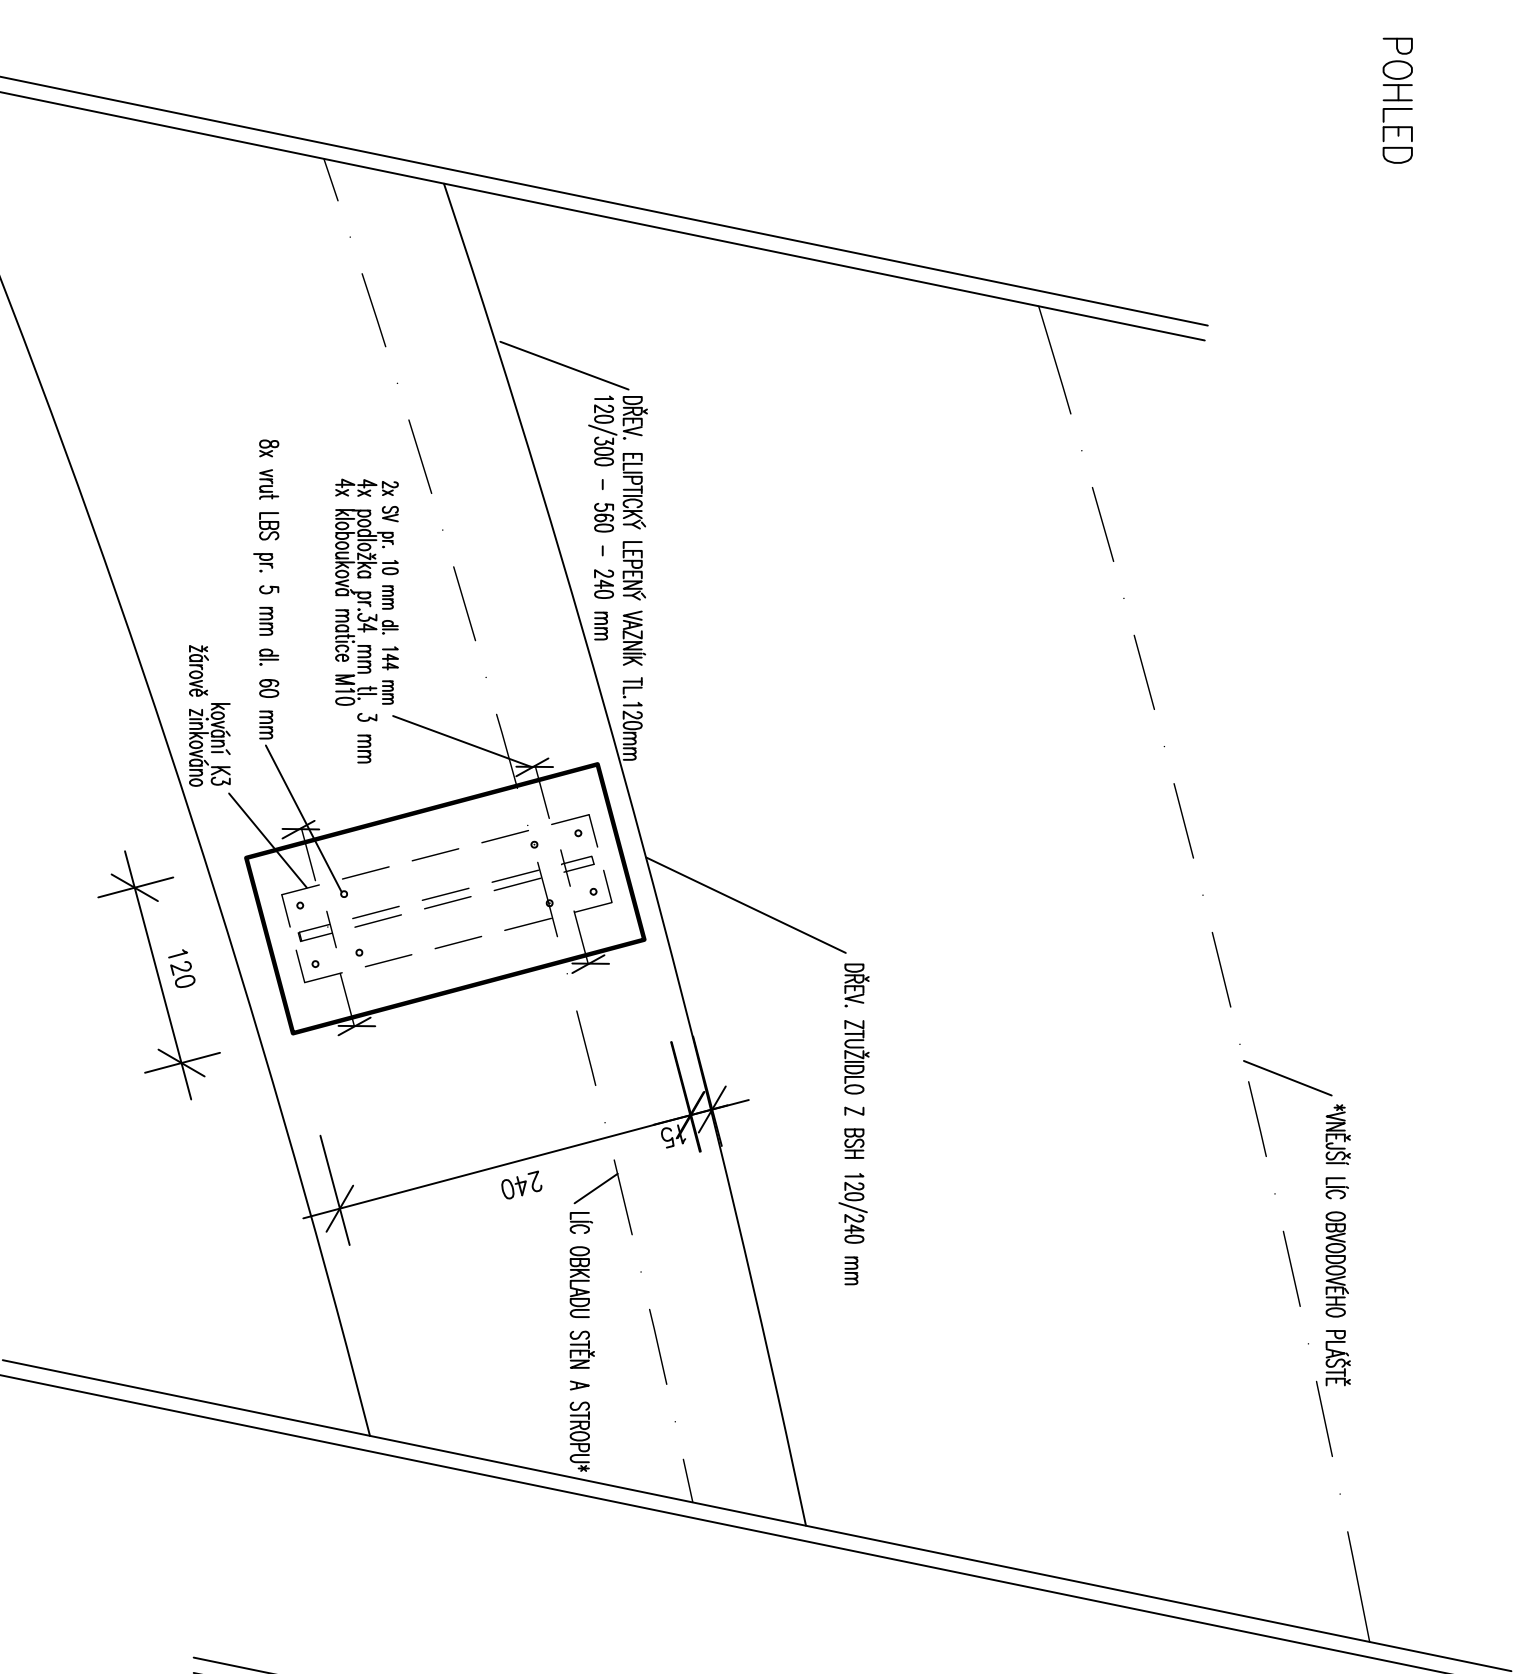 POHLED
*VNĚJŠÍ LÍC OBVODOVÉHO PLÁŠTĚ
DŘEV. ZTUŽIDLO Z BSH 120/240 mm
DŘEV. ELIPTICKÝ LEPENÝ VAZNÍK TL.120mm
120/300 - 560 - 240 mm
LÍC OBKLADU STĚN A STROPU*
15
240
2x SV pr. 10 mm dl. 144 mm
4x podložka pr.34 mm tl. 3 mm
4x klobouková matice M10
8x vrut LBS pr. 5 mm dl. 60 mm
kování K3
žárově zinkováno
120